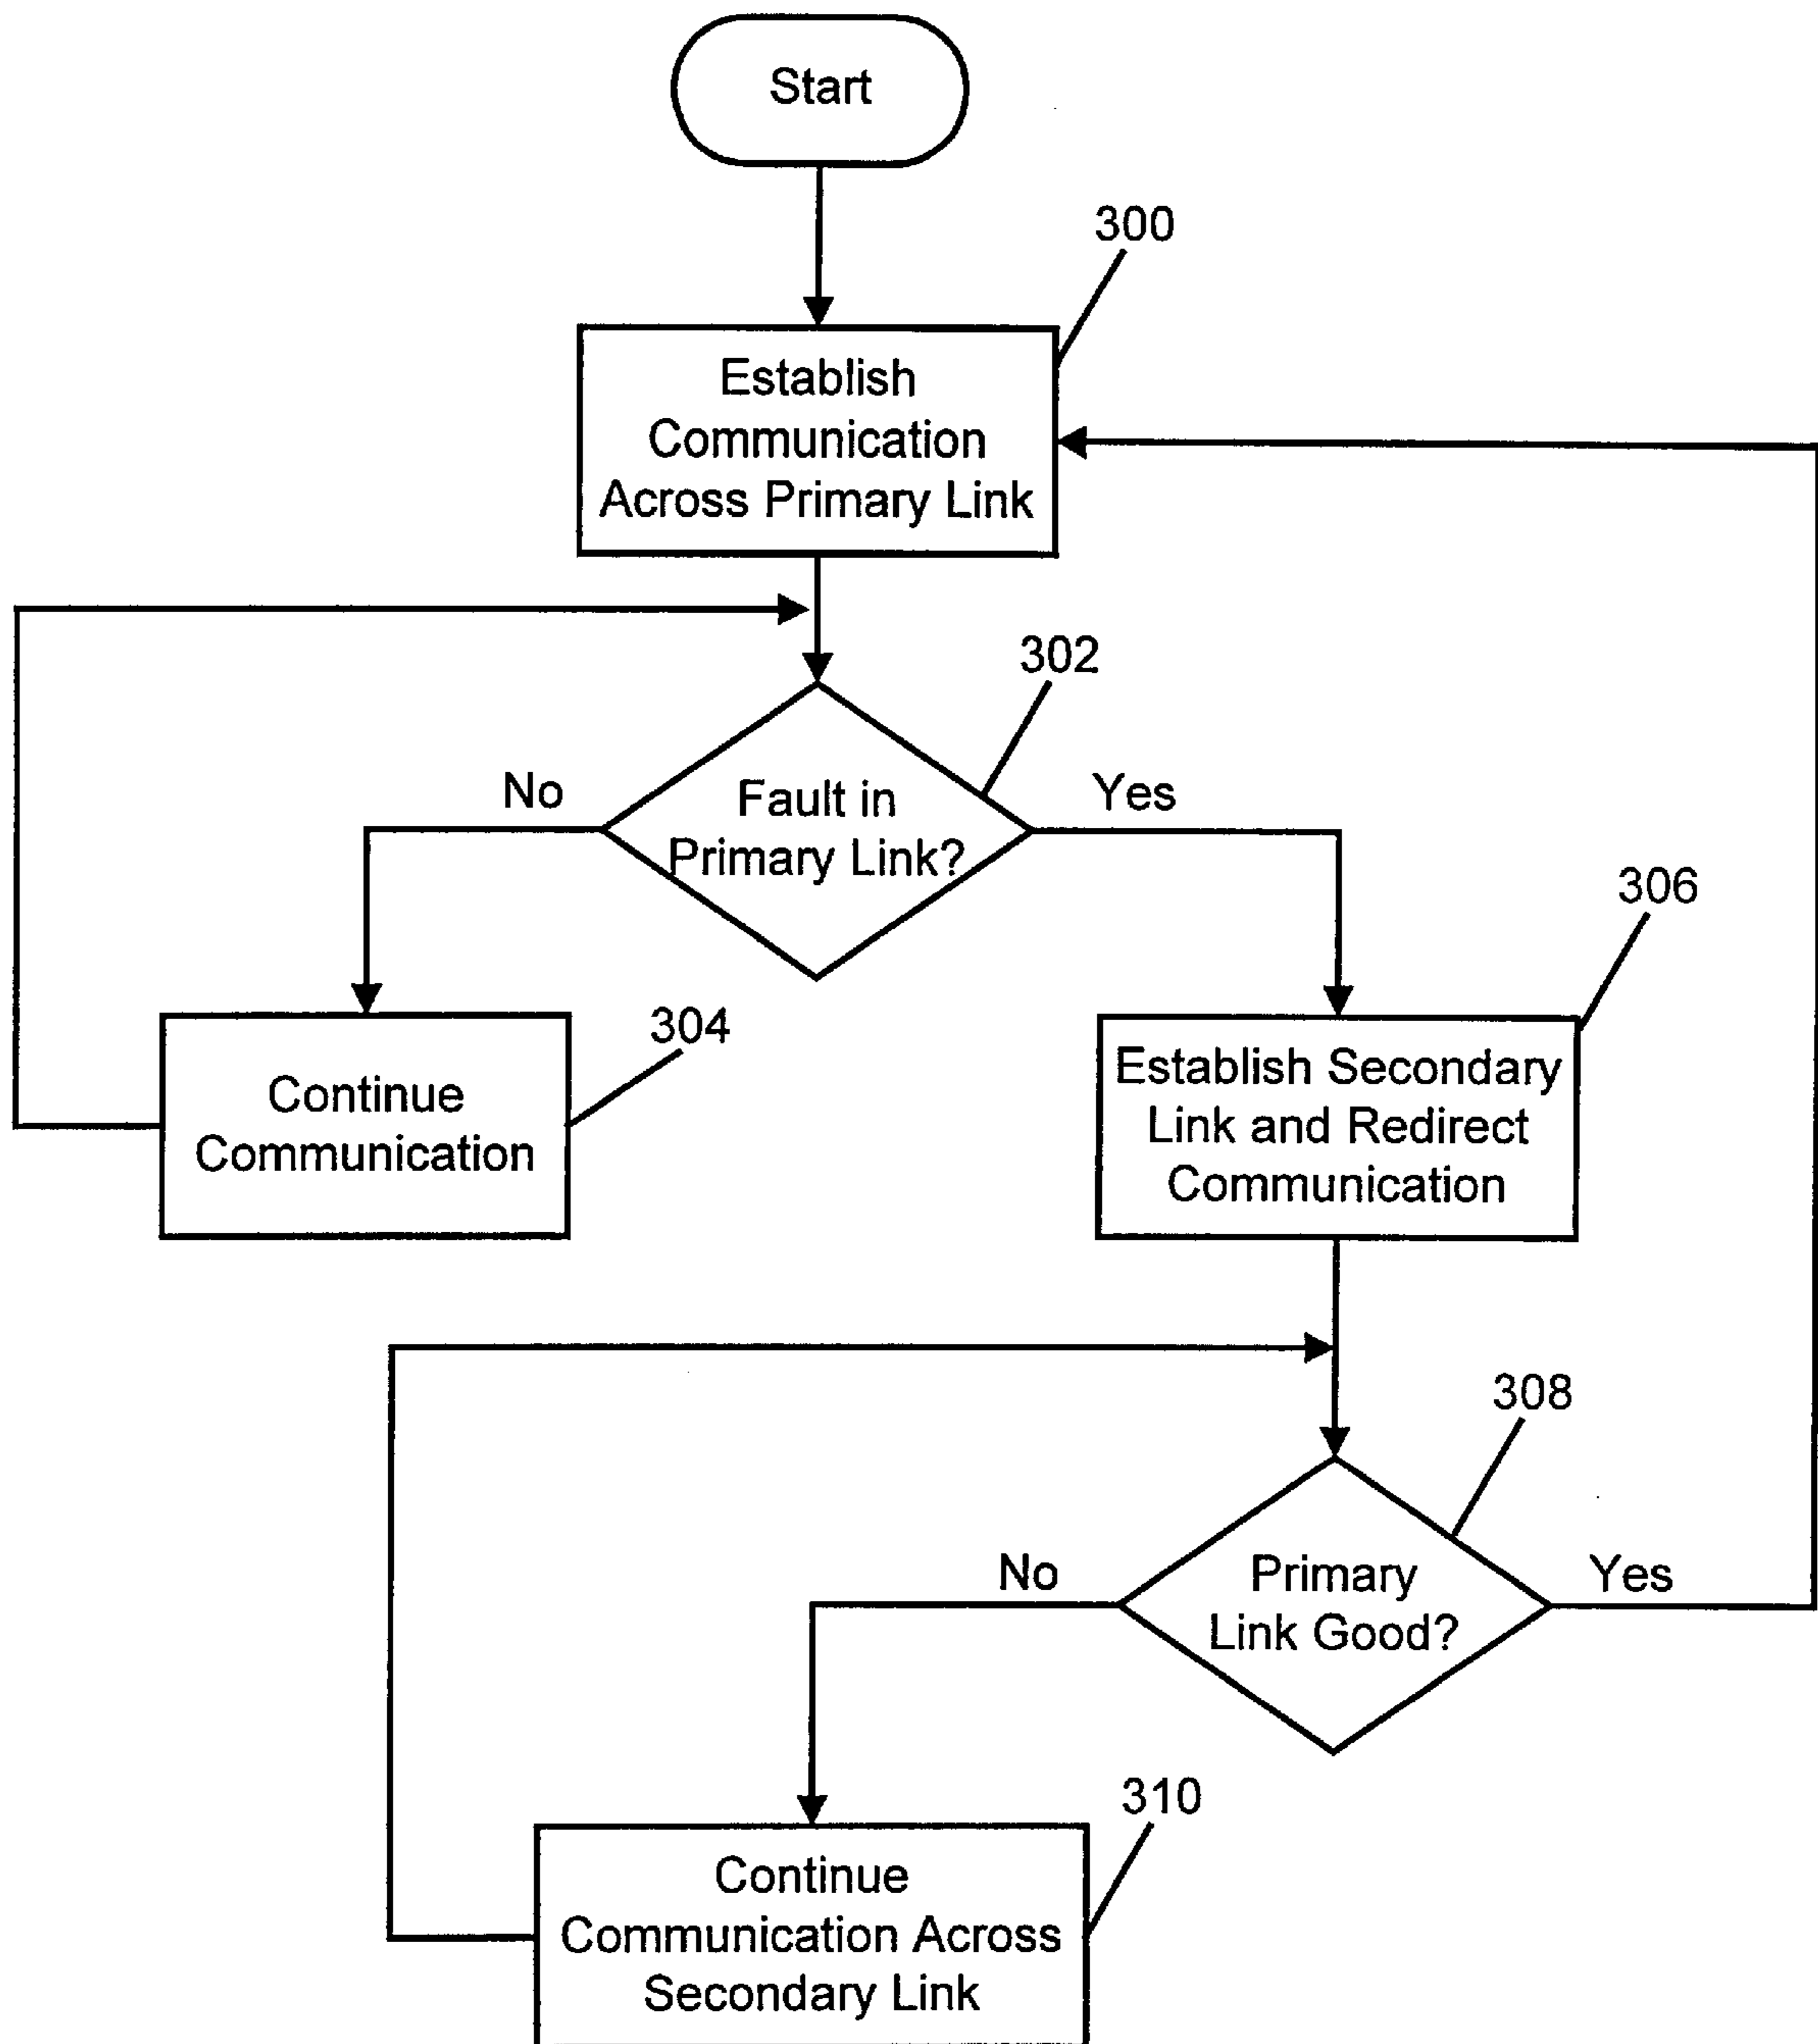 Start
300
Establish
Communication
Across Primary Link
302
No
Fault in
Primary Link?
Yes
306
304
Continue
Communication
Establish Secondary
Link and Redirect
Communication
308
No
Primary
Link Good?
Yes
310
Continue
Communication Across
Secondary Link